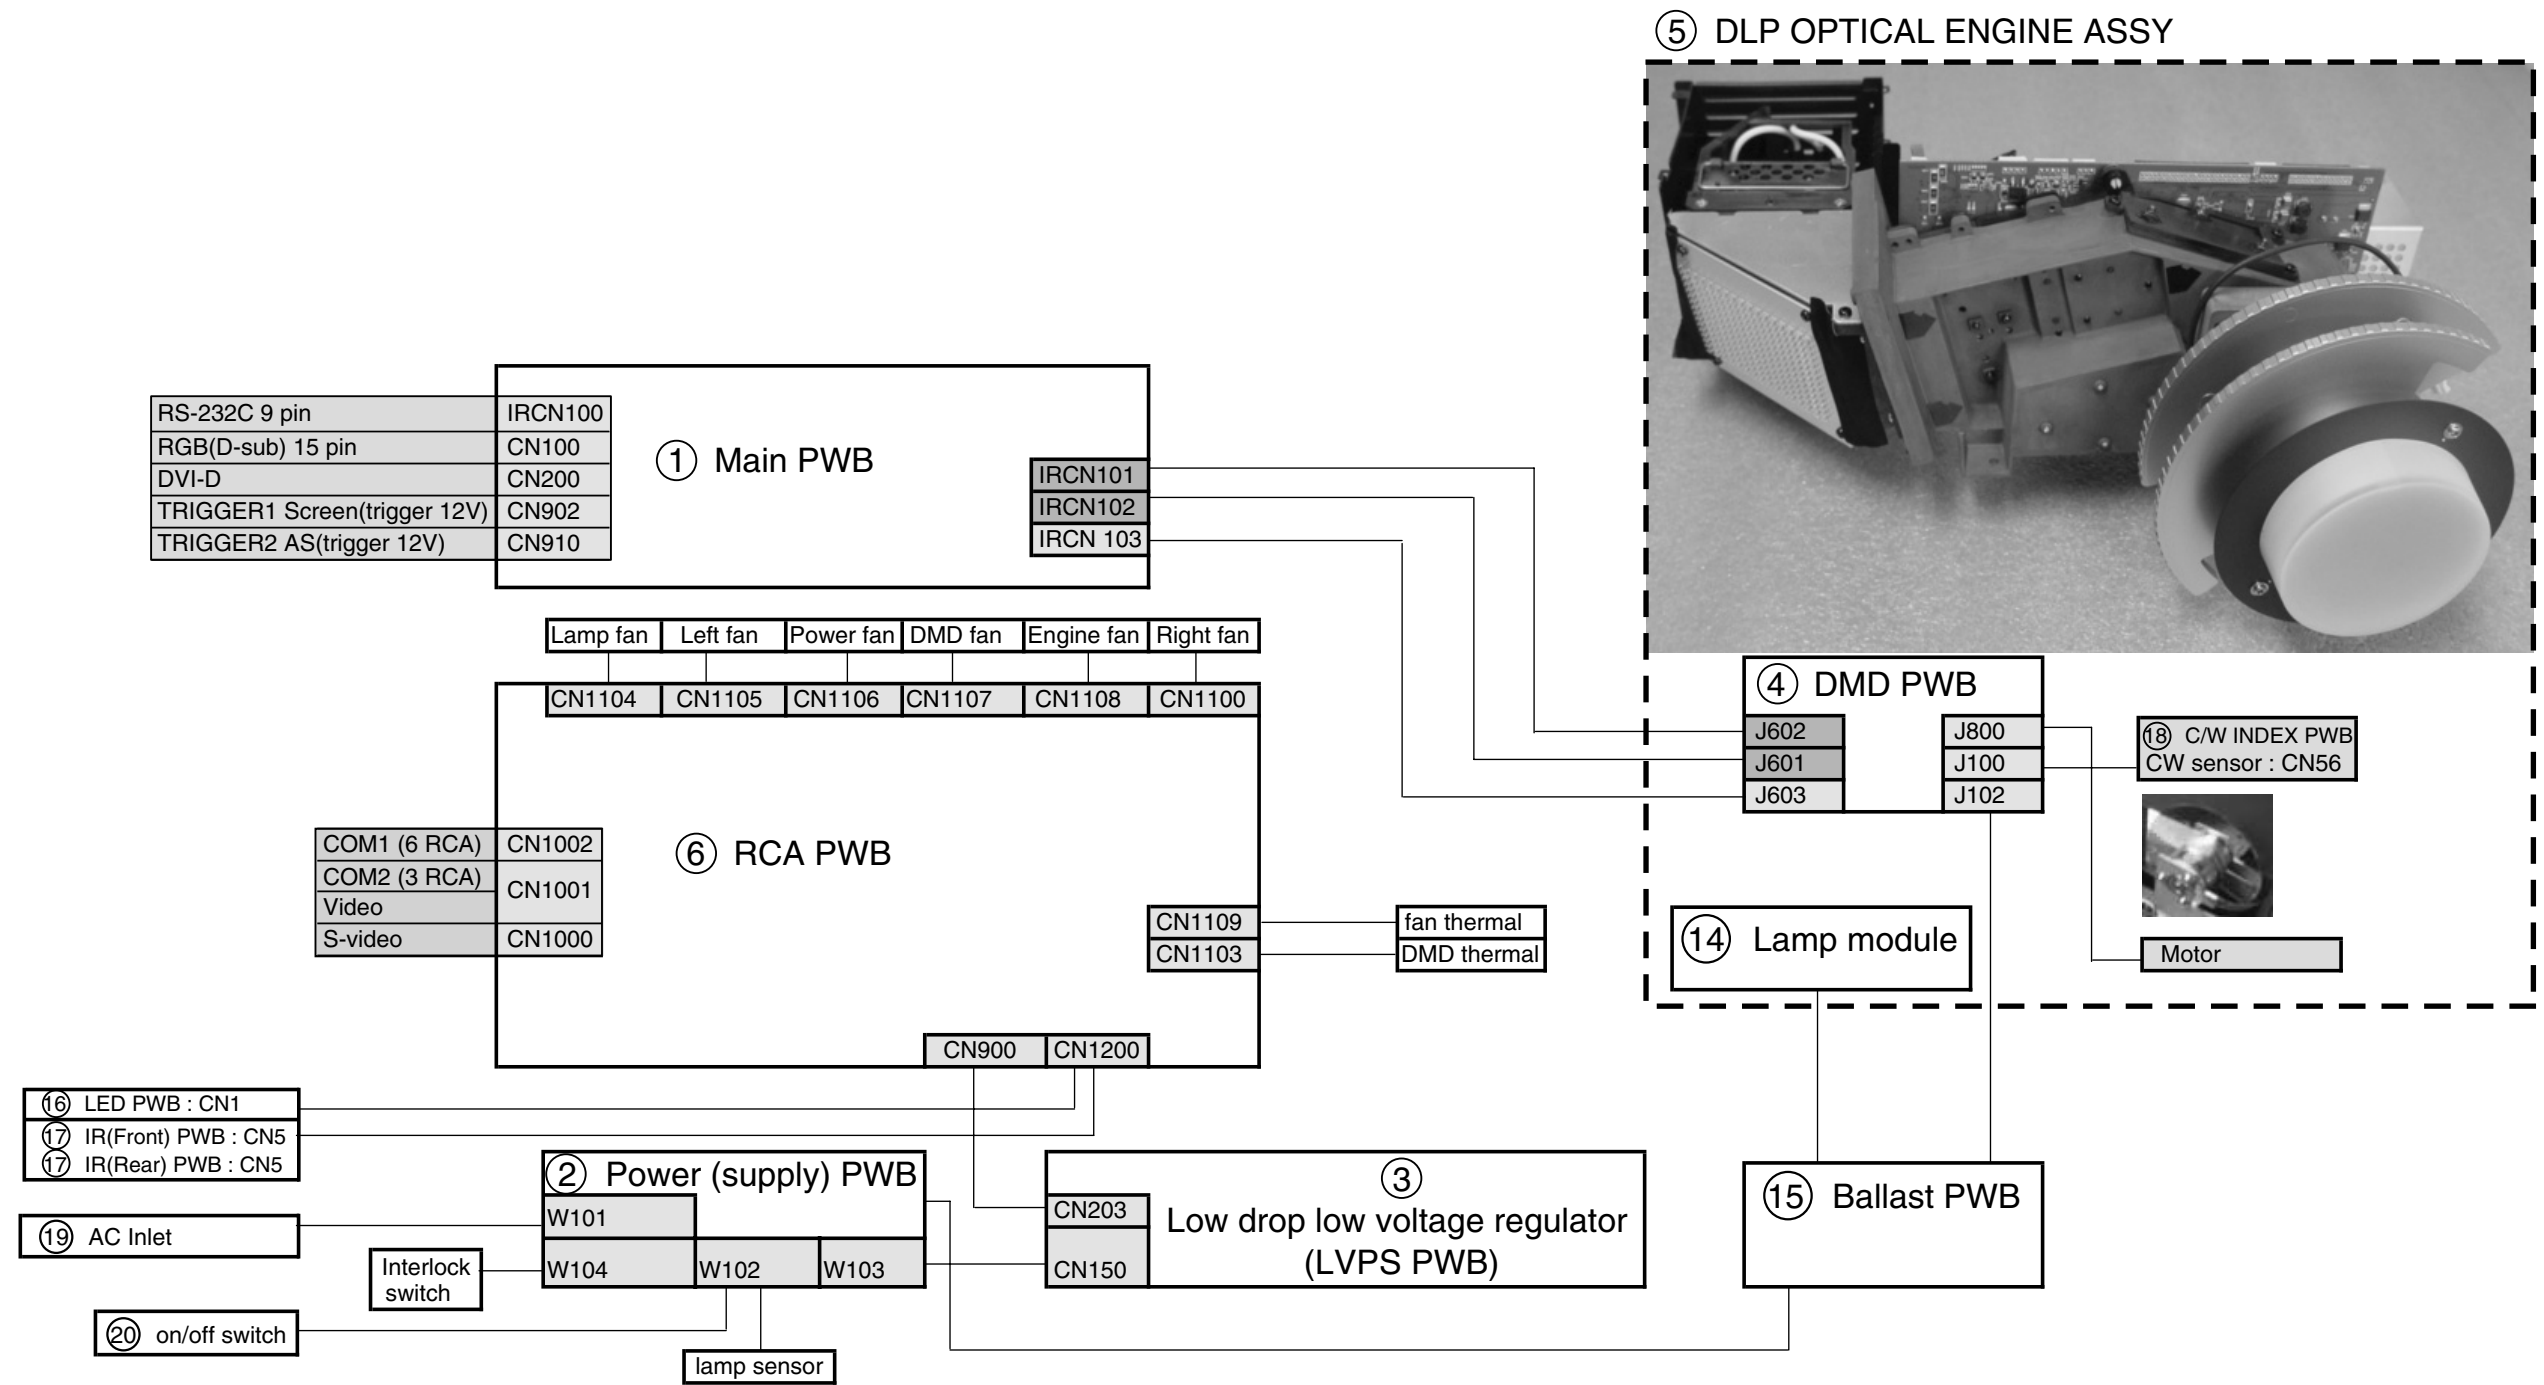 ⑤ DLP OPTICAL ENGINE ASSY
RS-232C 9 pin IRCN100
RGB(D-sub) 15 pin CN100
DVI-D CN200
TRIGGER1 Screen(trigger 12V) CN902
TRIGGER2 AS(trigger 12V) CN910
① Main PWB
IRCN101
IRCN102
IRCN 103
Lamp fan Left fan Power fan DMD fan Engine fan Right fan
CN1104 CN1105 CN1106 CN1107 CN1108 CN1100
④ DMD PWB
J602 J800
J601 J100
J603 J102
⑱ C/W INDEX PWB
CW sensor : CN56
Motor
⑥ RCA PWB
COM1 (6 RCA) CN1002
COM2 (3 RCA) CN1001
Video
S-video CN1000
CN1109 fan thermal
CN1103 DMD thermal
⑭ Lamp module
CN900 CN1200
⑯ LED PWB : CN1
⑰ IR(Front) PWB : CN5
⑰ IR(Rear) PWB : CN5
② Power (supply) PWB
W101
W104 W102 W103
⑲ AC Inlet
Interlock
switch
⑳ on/off switch
lamp sensor
③
CN203
CN150
Low drop low voltage regulator
(LVPS PWB)
⑮ Ballast PWB